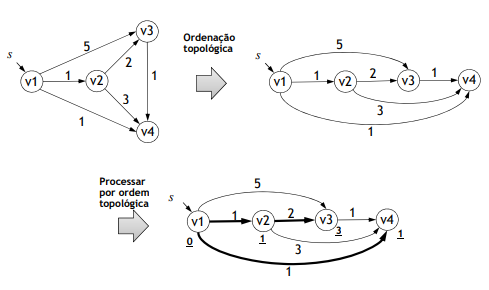 s
v1
v2
v3
v4
5
1
2
3
1
1
Ordenação
topológica
s
v1
v2
v3
v4
5
1
2
1
3
1
Processar
por ordem
topológica
s
v1
v2
v3
v4
5
1
2
1
3
1
0
1
3
1